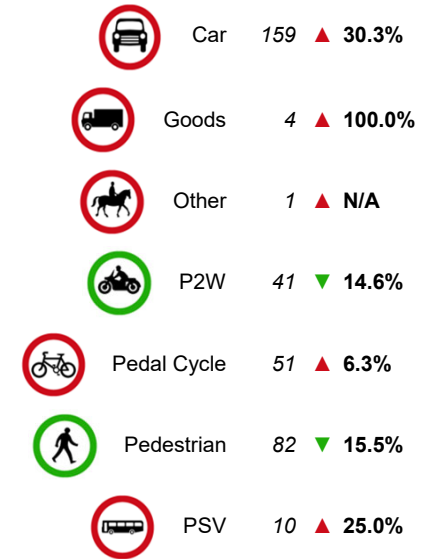 Car 159 ▲ 30.3%
Goods 4 ▲ 100.0%
Other 1 ▲ N/A
P2W 41 ▼ 14.6%
Pedal Cycle 51 ▲ 6.3%
Pedestrian 82 ▼ 15.5%
PSV 10 ▲ 25.0%